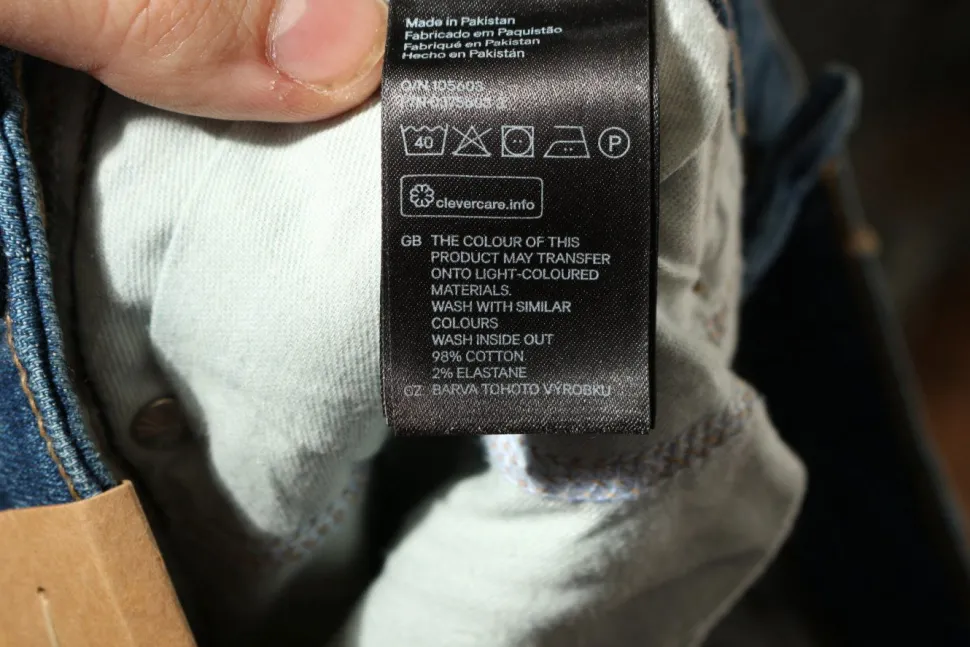 Made in Pakistan
Fabricado em Paquistão
Fabriqué en Pakistan
Hecho en Pakistán
O/N 105603
40
P
clevercare.info
GB THE COLOUR OF THIS
PRODUCT MAY TRANSFER
ONTO LIGHT-COLOURED
MATERIALS.
WASH WITH SIMILAR
COLOURS
WASH INSIDE OUT
98% COTTON
2% ELASTANE
CZ BARVA TOHOTO VÝROBKU